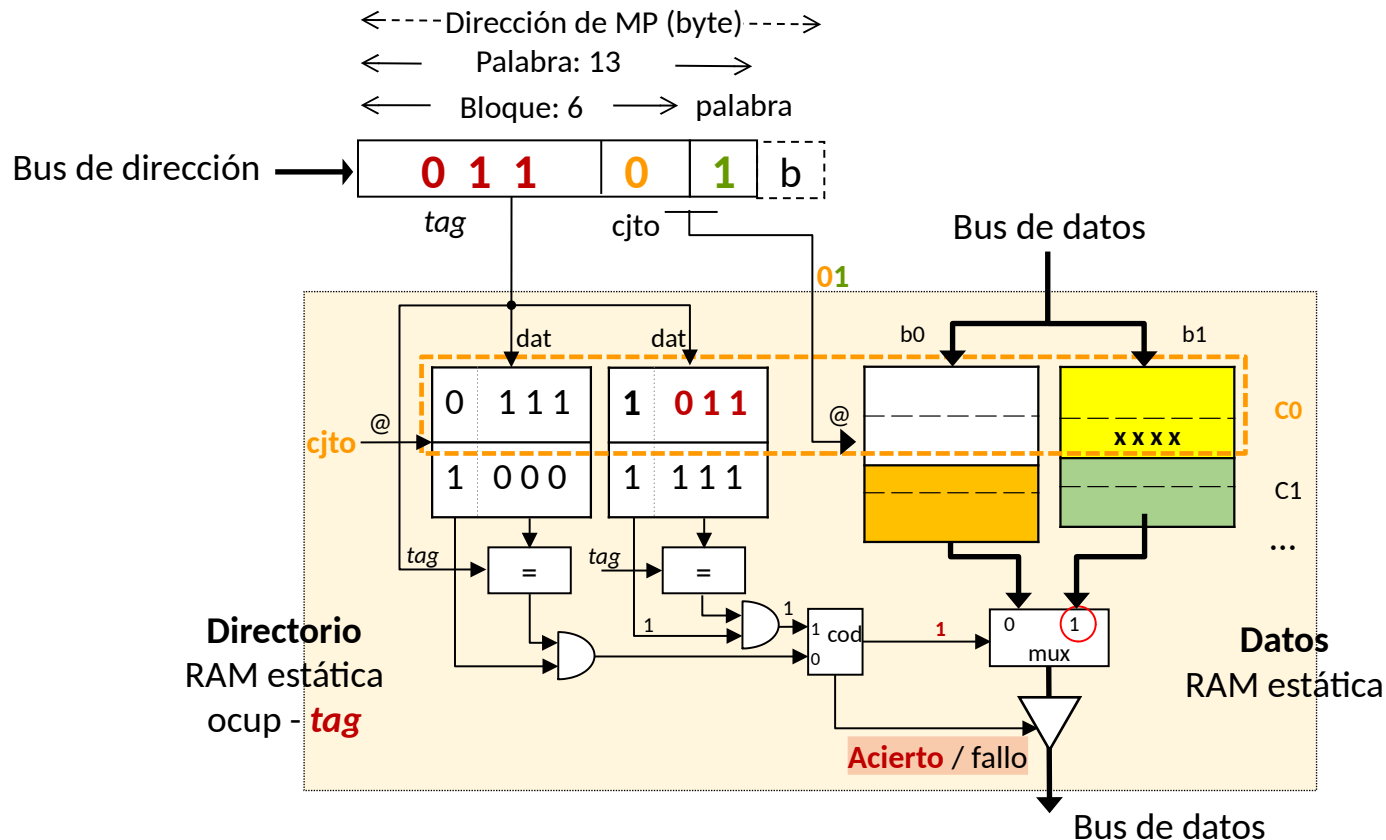 Dirección de MP (byte)
Palabra: 13
Bloque: 6 palabra
Bus de dirección 0 1 1 0 1 b
tag cjto
Bus de datos
01
dat dat b0 b1
0 1 1 1 1 0 1 1 @ C0
@
cjto x x x x
1 0 0 0 1 1 1 1 C1
...
tag = tag =
1
1
1 cod 1 0 1
0 mux
Directorio
RAM estática
ocup - tag
Datos
RAM estática
Acierto / fallo
Bus de datos